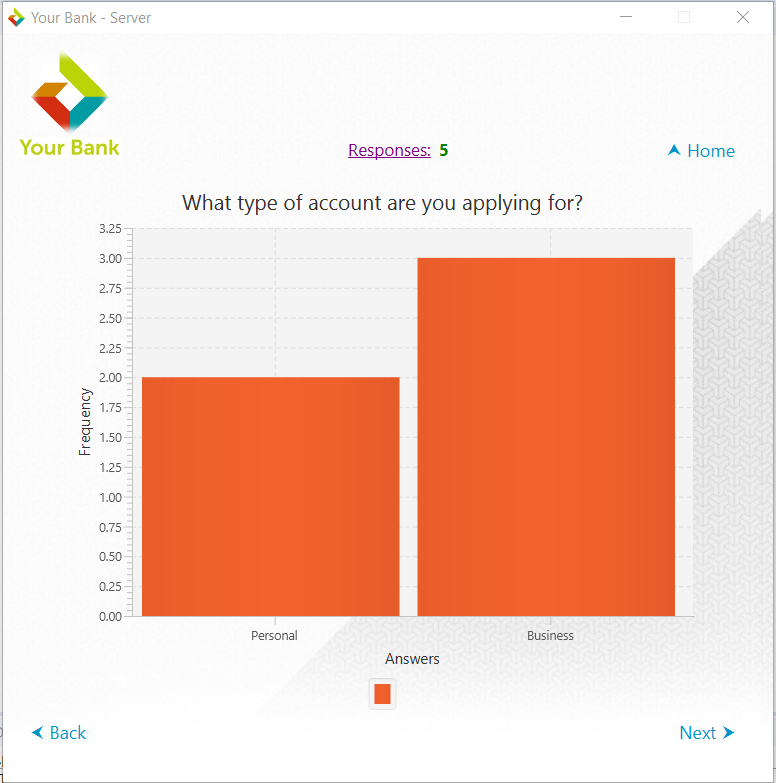 Your Bank - Server
Your Bank
Responses: 5
Home
What type of account are you applying for?
3.25
3.00
2.75
2.50
2.25
2.00
1.75
1.50
1.25
1.00
0.75
0.50
0.25
0.00
Frequency
Personal
Business
Answers
Back
Next